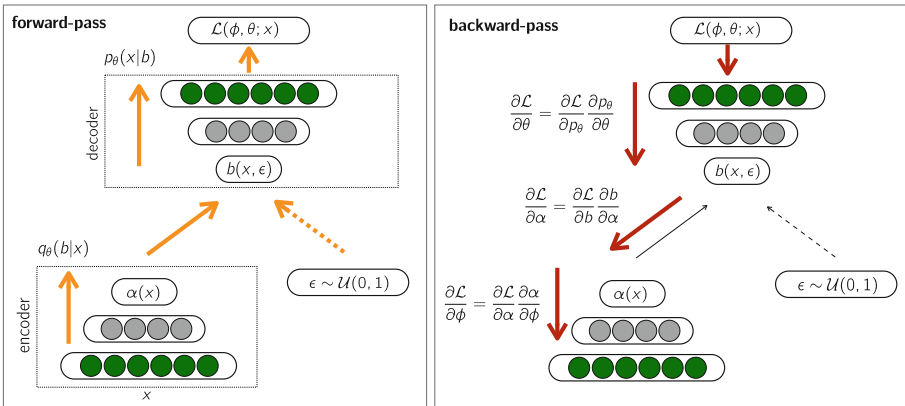 forward-pass
ℒ(ϕ, θ; x)
p_θ(x|b)
decoder
b(x, ϵ)
q_θ(b|x)
encoder
α(x)
ϵ ∼ 𝒰(0, 1)
x
backward-pass
ℒ(ϕ, θ; x)
∂ℒ/∂θ = ∂ℒ/∂p_θ ∂p_θ/∂θ
b(x, ϵ)
∂ℒ/∂α = ∂ℒ/∂b ∂b/∂α
ϵ ∼ 𝒰(0, 1)
∂ℒ/∂ϕ = ∂ℒ/∂α ∂α/∂ϕ
α(x)